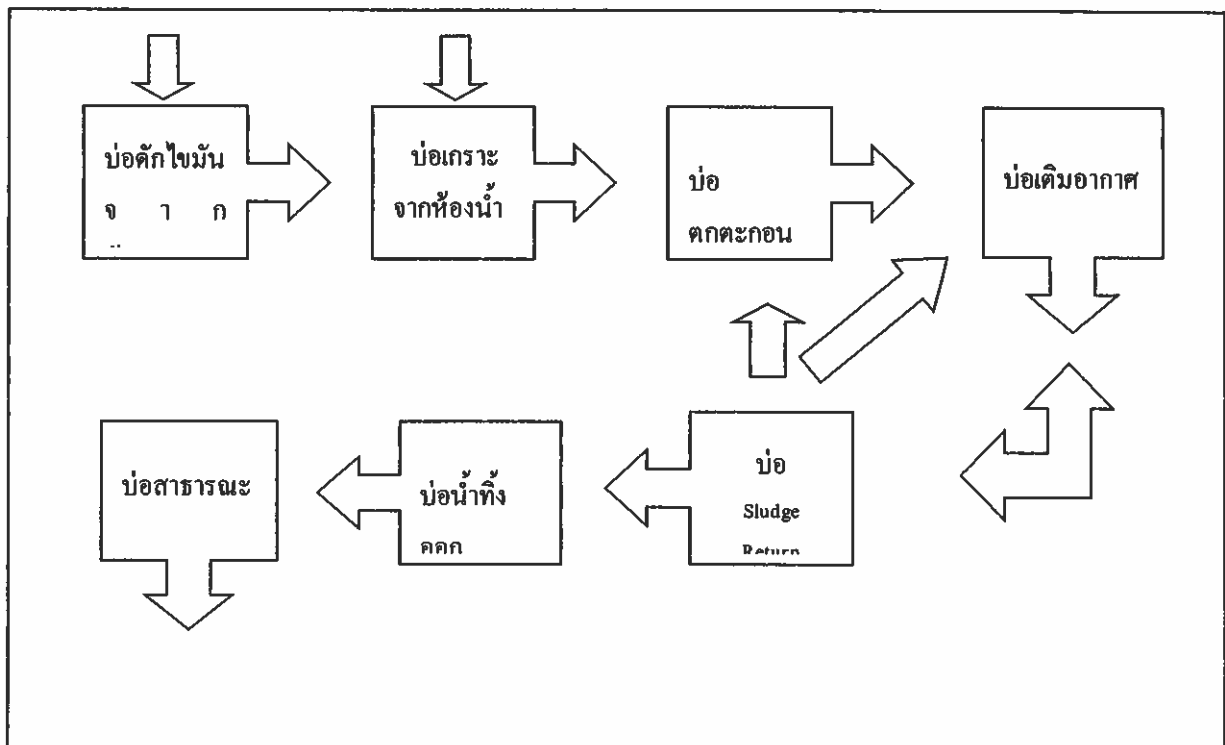 บ่อดักไขมัน
จ า ก
บ่อเกราะ
จากห้องน้ำ
บ่อ
ตกตะกอน
บ่อเติมอากาศ
บ่อสาธารณะ
บ่อน้ำทิ้ง
บ่อ
Sludge
Return